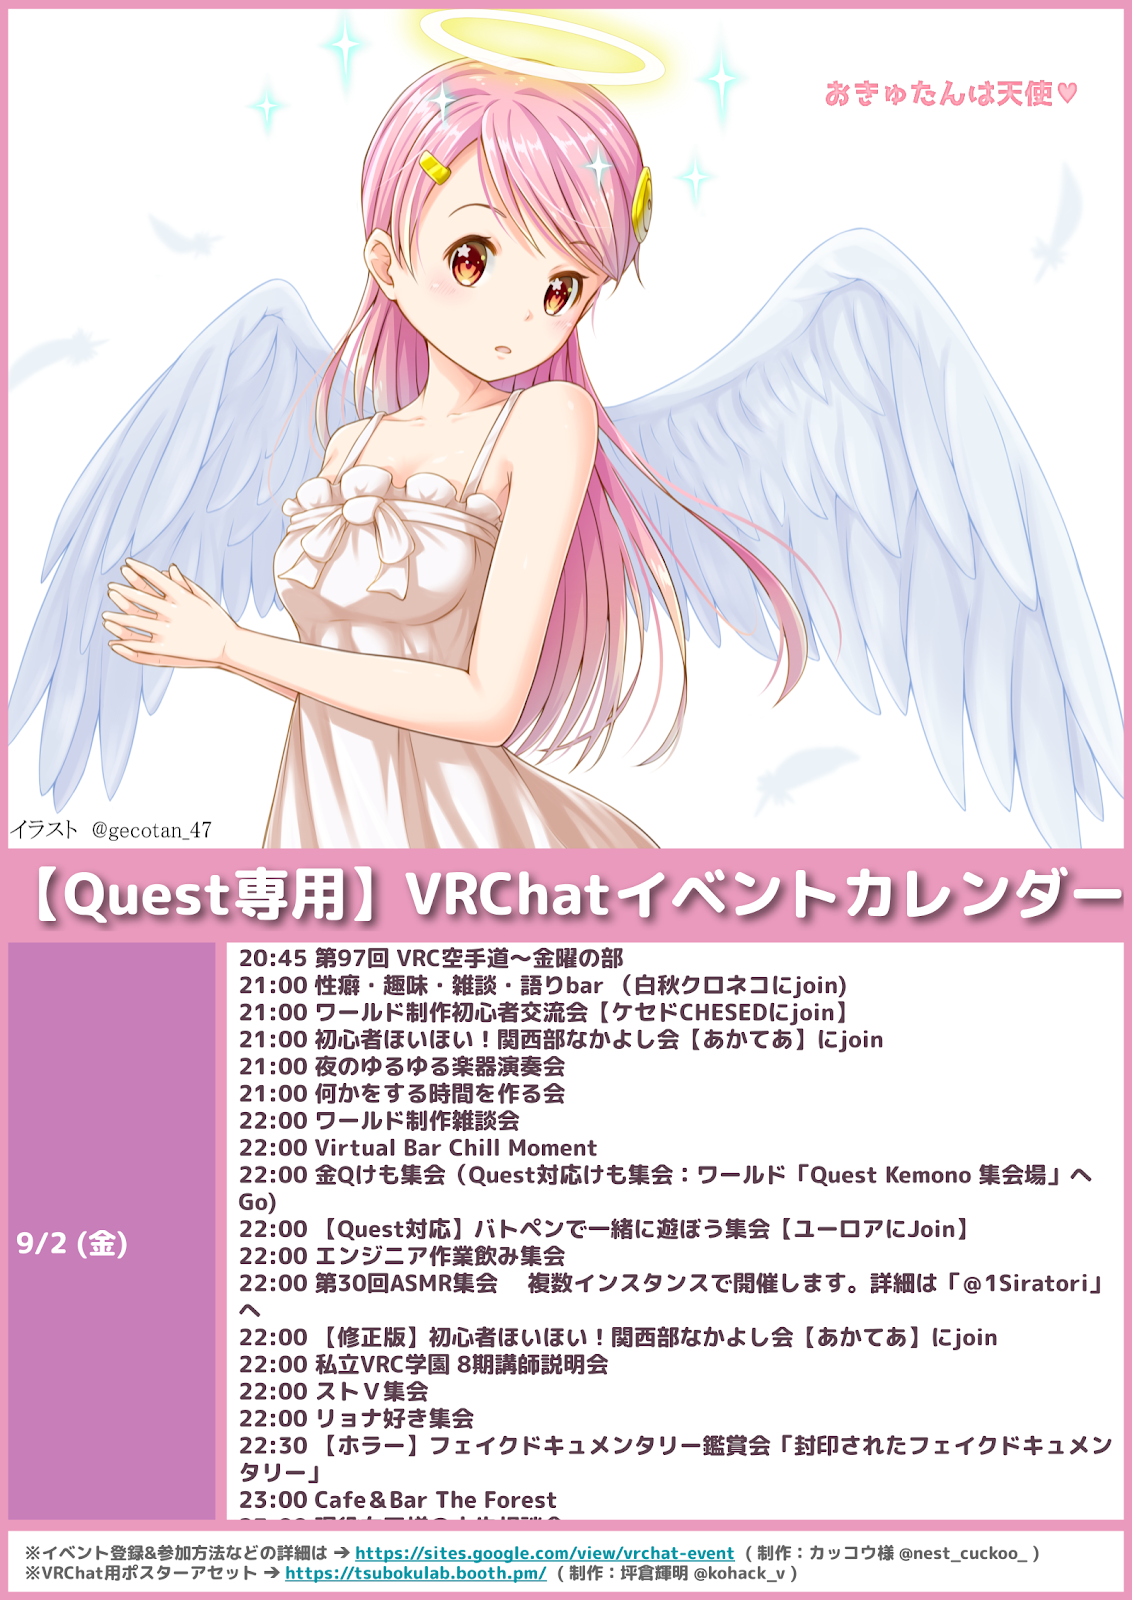 おきゅたんは天使♥
イラスト @gecotan_47
【Quest専用】VRChatイベントカレンダー
9/2 (金)
20:45 第97回 VRC空手道～金曜の部
21:00 性癖・趣味・雑談・語りbar （白秋クロネコにjoin)
21:00 ワールド制作初心者交流会【ケセドCHESEDにjoin】
21:00 初心者ほいほい！関西部なかよし会【あかてあ】にjoin
21:00 夜のゆるゆる楽器演奏会
21:00 何かをする時間を作る会
22:00 ワールド制作雑談会
22:00 Virtual Bar Chill Moment
22:00 金Qけも集会（Quest対応けも集会：ワールド「Quest Kemono 集会場」へ
Go)
22:00 【Quest対応】バトペンで一緒に遊ぼう集会【ユーロアにJoin】
22:00 エンジニア作業飲み集会
22:00 第30回ASMR集会　複数インスタンスで開催します。詳細は「@1Siratori」
へ
22:00 【修正版】初心者ほいほい！関西部なかよし会【あかてあ】にjoin
22:00 私立VRC学園 8期講師説明会
22:00 ストＶ集会
22:00 リョナ好き集会
22:30 【ホラー】フェイクドキュメンタリー鑑賞会「封印されたフェイクドキュメン
タリー」
23:00 Cafe＆Bar The Forest
※イベント登録&参加方法などの詳細は → https://sites.google.com/view/vrchat-event ( 制作：カッコウ様 @nest_cuckoo_ )
※VRChat用ポスターアセット → https://tsubokulab.booth.pm/ ( 制作：坪倉輝明 @kohack_v )